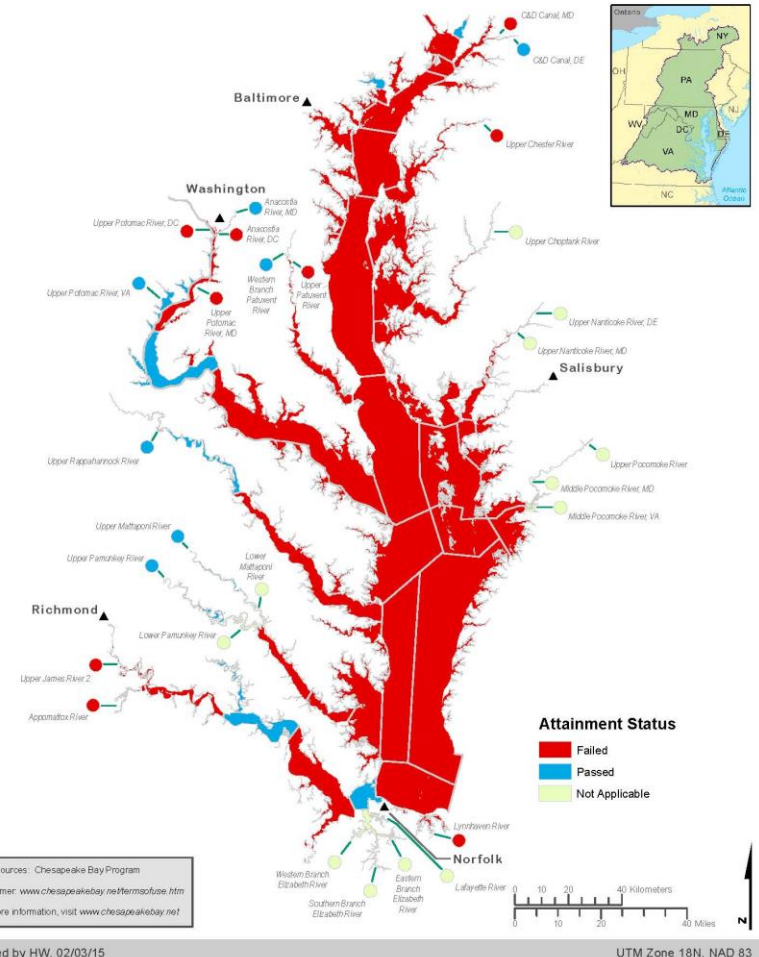 C&D Canal, MD
C&D Canal, DE
Baltimore
Upper Chester River
Washington
Anacostia
River, MD
Upper Potomac River, DC
Anacostia
River, DC
Upper Choptank River
Western
Branch
Patuxent
River
Upper
Patuxent
River
Upper Potomac River, VA
Upper
Potomac
River, MD
Upper Nanticoke River, DE
Upper Nanticoke River, MD
Salisbury
Upper Rappahannock River
Upper Pocomoke River
Middle Pocomoke River, MD
Middle Pocomoke River, VA
Upper Mattaponi River
Upper Pamunkey River
Lower
Mattaponi
River
Richmond
Lower Pamunkey River
Upper James River 2
Appomattox River
Lynnhaven River
Norfolk
Western Branch
Elizabeth River
Southern Branch
Elizabeth River
Eastern
Branch
Elizabeth
River
Lafayette River
Ontario
NY
OH
PA
NJ
MD
WV
DC
DE
VA
NC
Atlantic
Ocean
Attainment Status
Failed
Passed
Not Applicable
ources: Chesapeake Bay Program
mer: www.chesapeakebay.net/termsofuse.htm
re information, visit www.chesapeakebay.net
0 10 20 40 Kilometers
0 10 20 40 Miles
N
ed by HW, 02/03/15
UTM Zone 18N, NAD 83